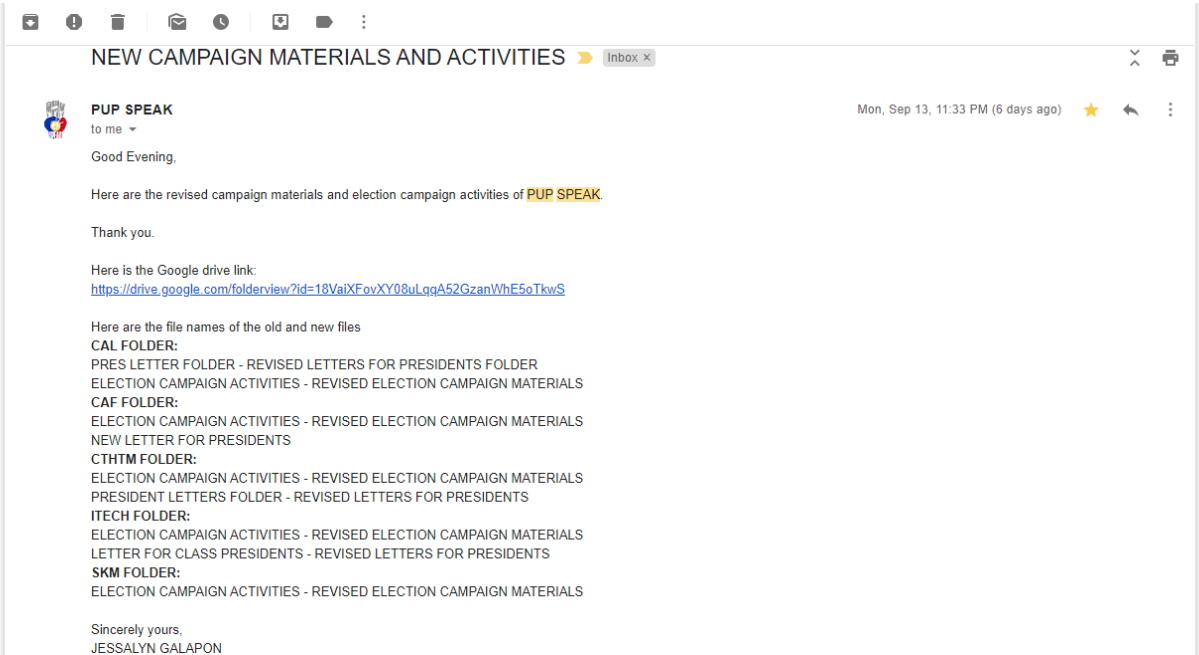 NEW CAMPAIGN MATERIALS AND ACTIVITIES Inbox ×
PUP SPEAK Mon, Sep 13, 11:33 PM (6 days ago)
to me
Good Evening,
Here are the revised campaign materials and election campaign activities of PUP SPEAK.
Thank you.
Here is the Google drive link:
https://drive.google.com/folderview?id=18VaiXFovXY08uLqqA52GzanWhE5oTkwS
Here are the file names of the old and new files
CAL FOLDER:
PRES LETTER FOLDER - REVISED LETTERS FOR PRESIDENTS FOLDER
ELECTION CAMPAIGN ACTIVITIES - REVISED ELECTION CAMPAIGN MATERIALS
CAF FOLDER:
ELECTION CAMPAIGN ACTIVITIES - REVISED ELECTION CAMPAIGN MATERIALS
NEW LETTER FOR PRESIDENTS
CTHTM FOLDER:
ELECTION CAMPAIGN ACTIVITIES - REVISED ELECTION CAMPAIGN MATERIALS
PRESIDENT LETTERS FOLDER - REVISED LETTERS FOR PRESIDENTS
ITECH FOLDER:
ELECTION CAMPAIGN ACTIVITIES - REVISED ELECTION CAMPAIGN MATERIALS
LETTER FOR CLASS PRESIDENTS - REVISED LETTERS FOR PRESIDENTS
SKM FOLDER:
ELECTION CAMPAIGN ACTIVITIES - REVISED ELECTION CAMPAIGN MATERIALS
Sincerely yours,
JESSALYN GALAPON